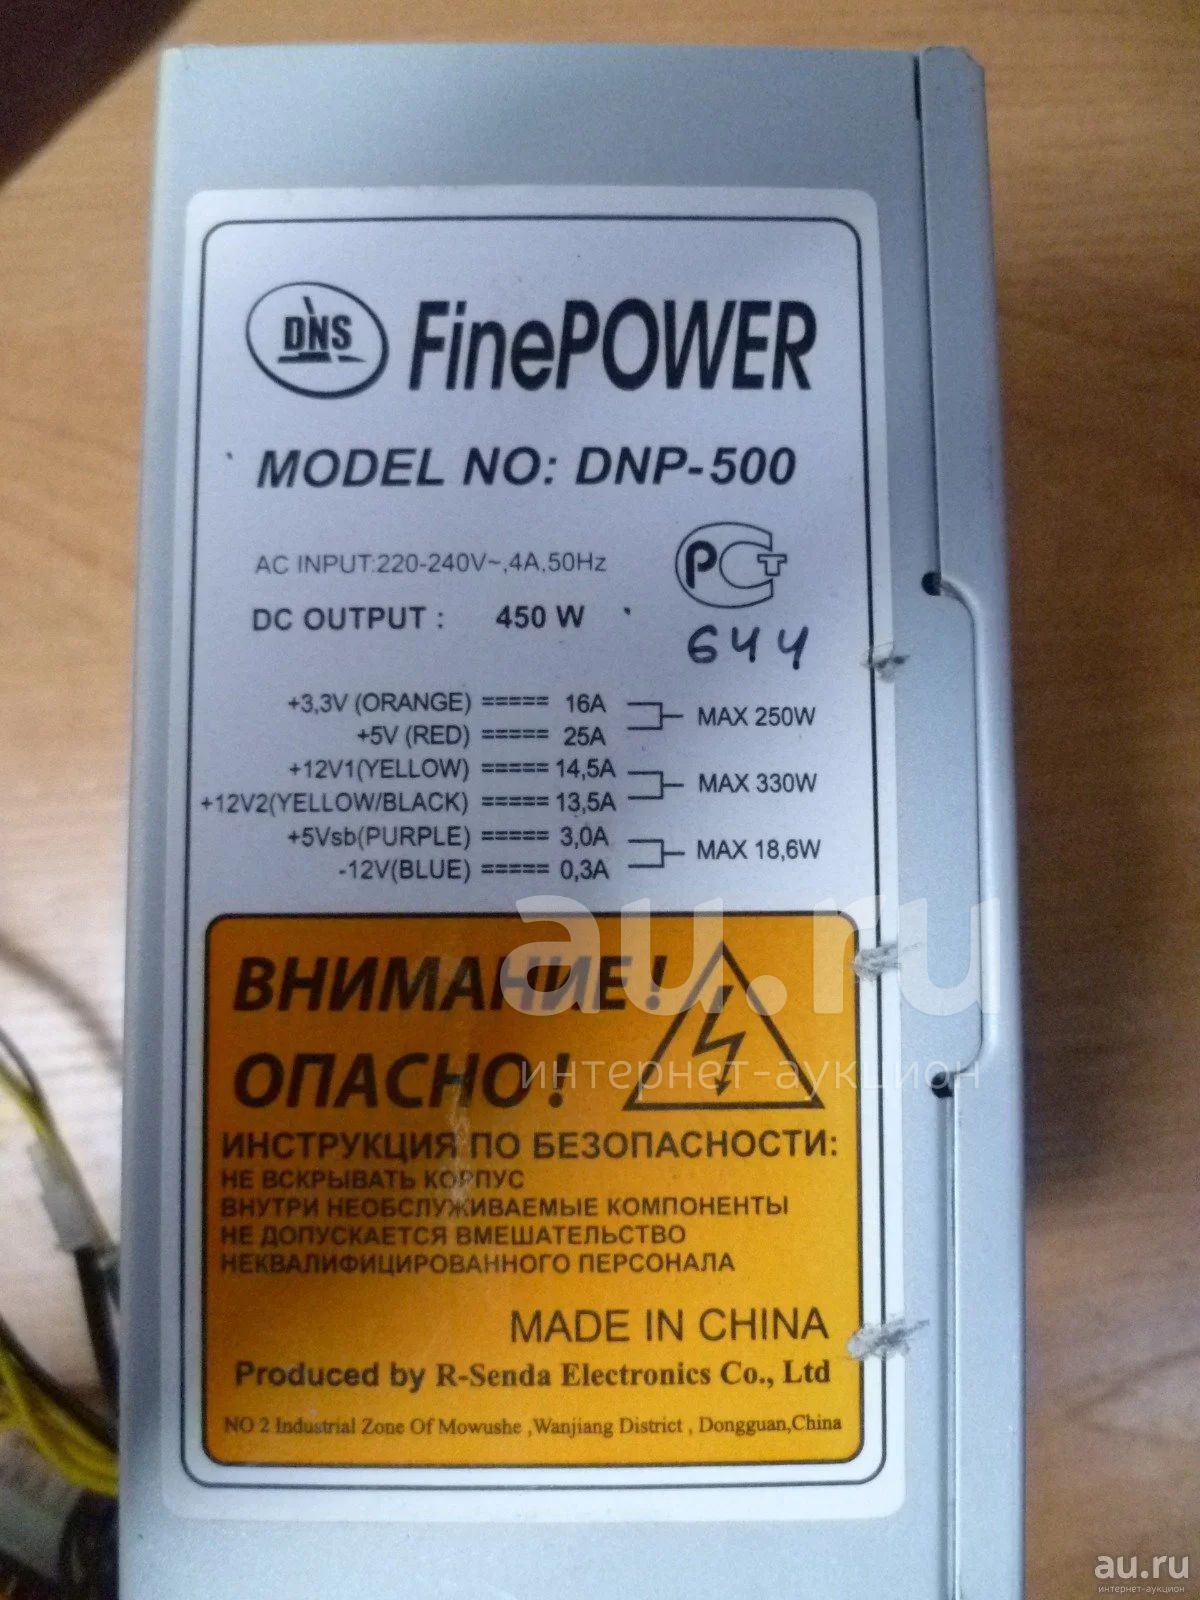 DNS
FinePOWER
MODEL NO: DNP-500
AC INPUT:220-240V~,4A,50Hz
РСТ
DC OUTPUT : 450 W
644
+3,3V (ORANGE) ===== 16A
MAX 250W
+5V (RED) ===== 25A
+12V1(YELLOW) ===== 14,5A
MAX 330W
+12V2(YELLOW/BLACK) ===== 13,5A
+5Vsb(PURPLE) ===== 3,0A
MAX 18,6W
-12V(BLUE) ===== 0,3A
au.ru
интернет-аукцион
ВНИМАНИЕ!
ОПАСНО!
ИНСТРУКЦИЯ ПО БЕЗОПАСНОСТИ:
НЕ ВСКРЫВАТЬ КОРПУС
ВНУТРИ НЕОБСЛУЖИВАЕМЫЕ КОМПОНЕНТЫ
НЕ ДОПУСКАЕТСЯ ВМЕШАТЕЛЬСТВО
НЕКВАЛИФИЦИРОВАННОГО ПЕРСОНАЛА
MADE IN CHINA
Produced by R-Senda Electronics Co., Ltd
NO 2 Industrial Zone Of Mowushe ,Wanjiang District , Dongguan,China
au.ru
интернет-аукцион